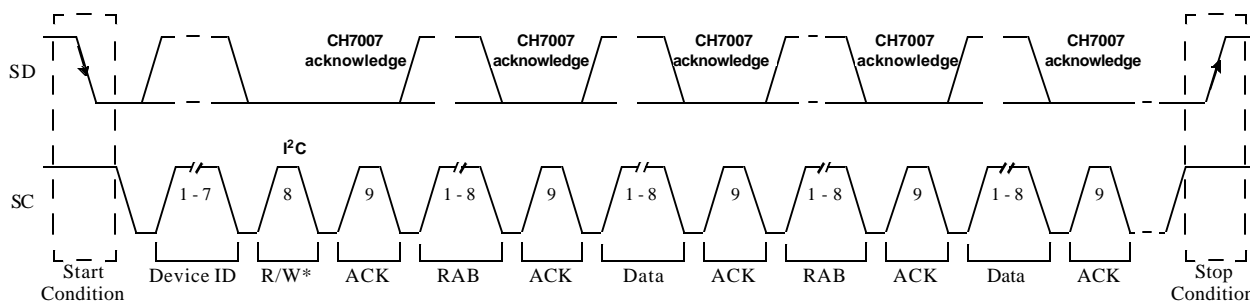 CH7007 CH7007 CH7007 CH7007 CH7007
acknowledge acknowledge acknowledge acknowledge acknowledge
SD
I²C
SC
1 - 7 8 9 1 - 8 9 1 - 8 9 1 - 8 9 1 - 8 9
Start Device ID R/W* ACK RAB ACK Data ACK RAB ACK Data ACK Stop
Condition Condition